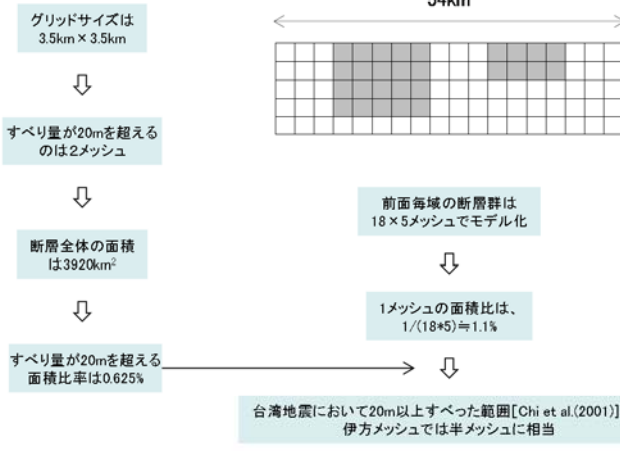 グリッドサイズは
3.5km×3.5km
すべり量が20mを超える
のは2メッシュ
断層全体の面積
は3920km²
すべり量が20mを超える
面積比率は0.625%
54km
前面毎域の断層群は
18×5メッシュでモデル化
1メッシュの面積比は、
1/(18*5)≒1.1%
台湾地震において20m以上すべった範囲[Chi et al.(2001)]
伊方メッシュでは半メッシュに相当